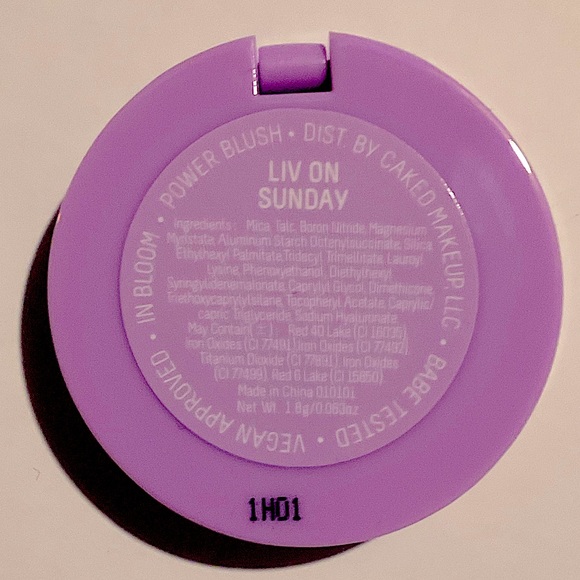 POWER BLUSH • DIST. BY CAKED MAKEUP, LLC • BABE TESTED • VEGAN APPROVED • IN BLOOM •
LIV ON
SUNDAY
Ingredients: Mica, Talc, Boron Nitride, Magnesium
Myristate, Aluminum Starch Octenylsuccinate, Silica,
Ethylhexyl Palmitate, Tridecyl Trimellitate, Lauroyl
Lysine, Phenoxyethanol, Diethylhexyl
Syringylidenemalonate, Caprylyl Glycol, Dimethicone,
Triethoxycaprylylsilane, Tocopheryl Acetate, Caprylic/
capric Triglyceride, Sodium Hyaluronate.
May Contain( ± ): Red 40 Lake (CI 16035),
Iron Oxides (CI 77491), Iron Oxides (CI 77492),
Titanium Dioxide (CI 77891), Iron Oxides
(CI 77499), Red 6 Lake (CI 15850)
Made in China 010101
Net Wt. 1.8g/0.063oz
1H01